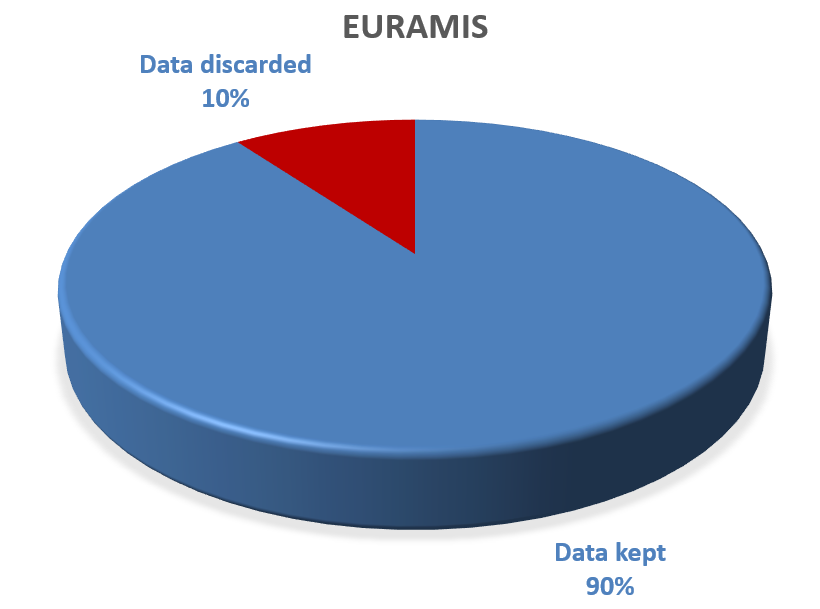 EURAMIS
Data discarded
10%
Data kept
90%